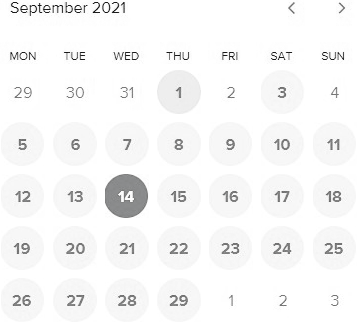 September 2021
MON TUE WED THU FRI SAT SUN
29 30 31 1 2 3 4
5 6 7 8 9 10 11
12 13 14 15 16 17 18
19 20 21 22 23 24 25
26 27 28 29 1 2 3